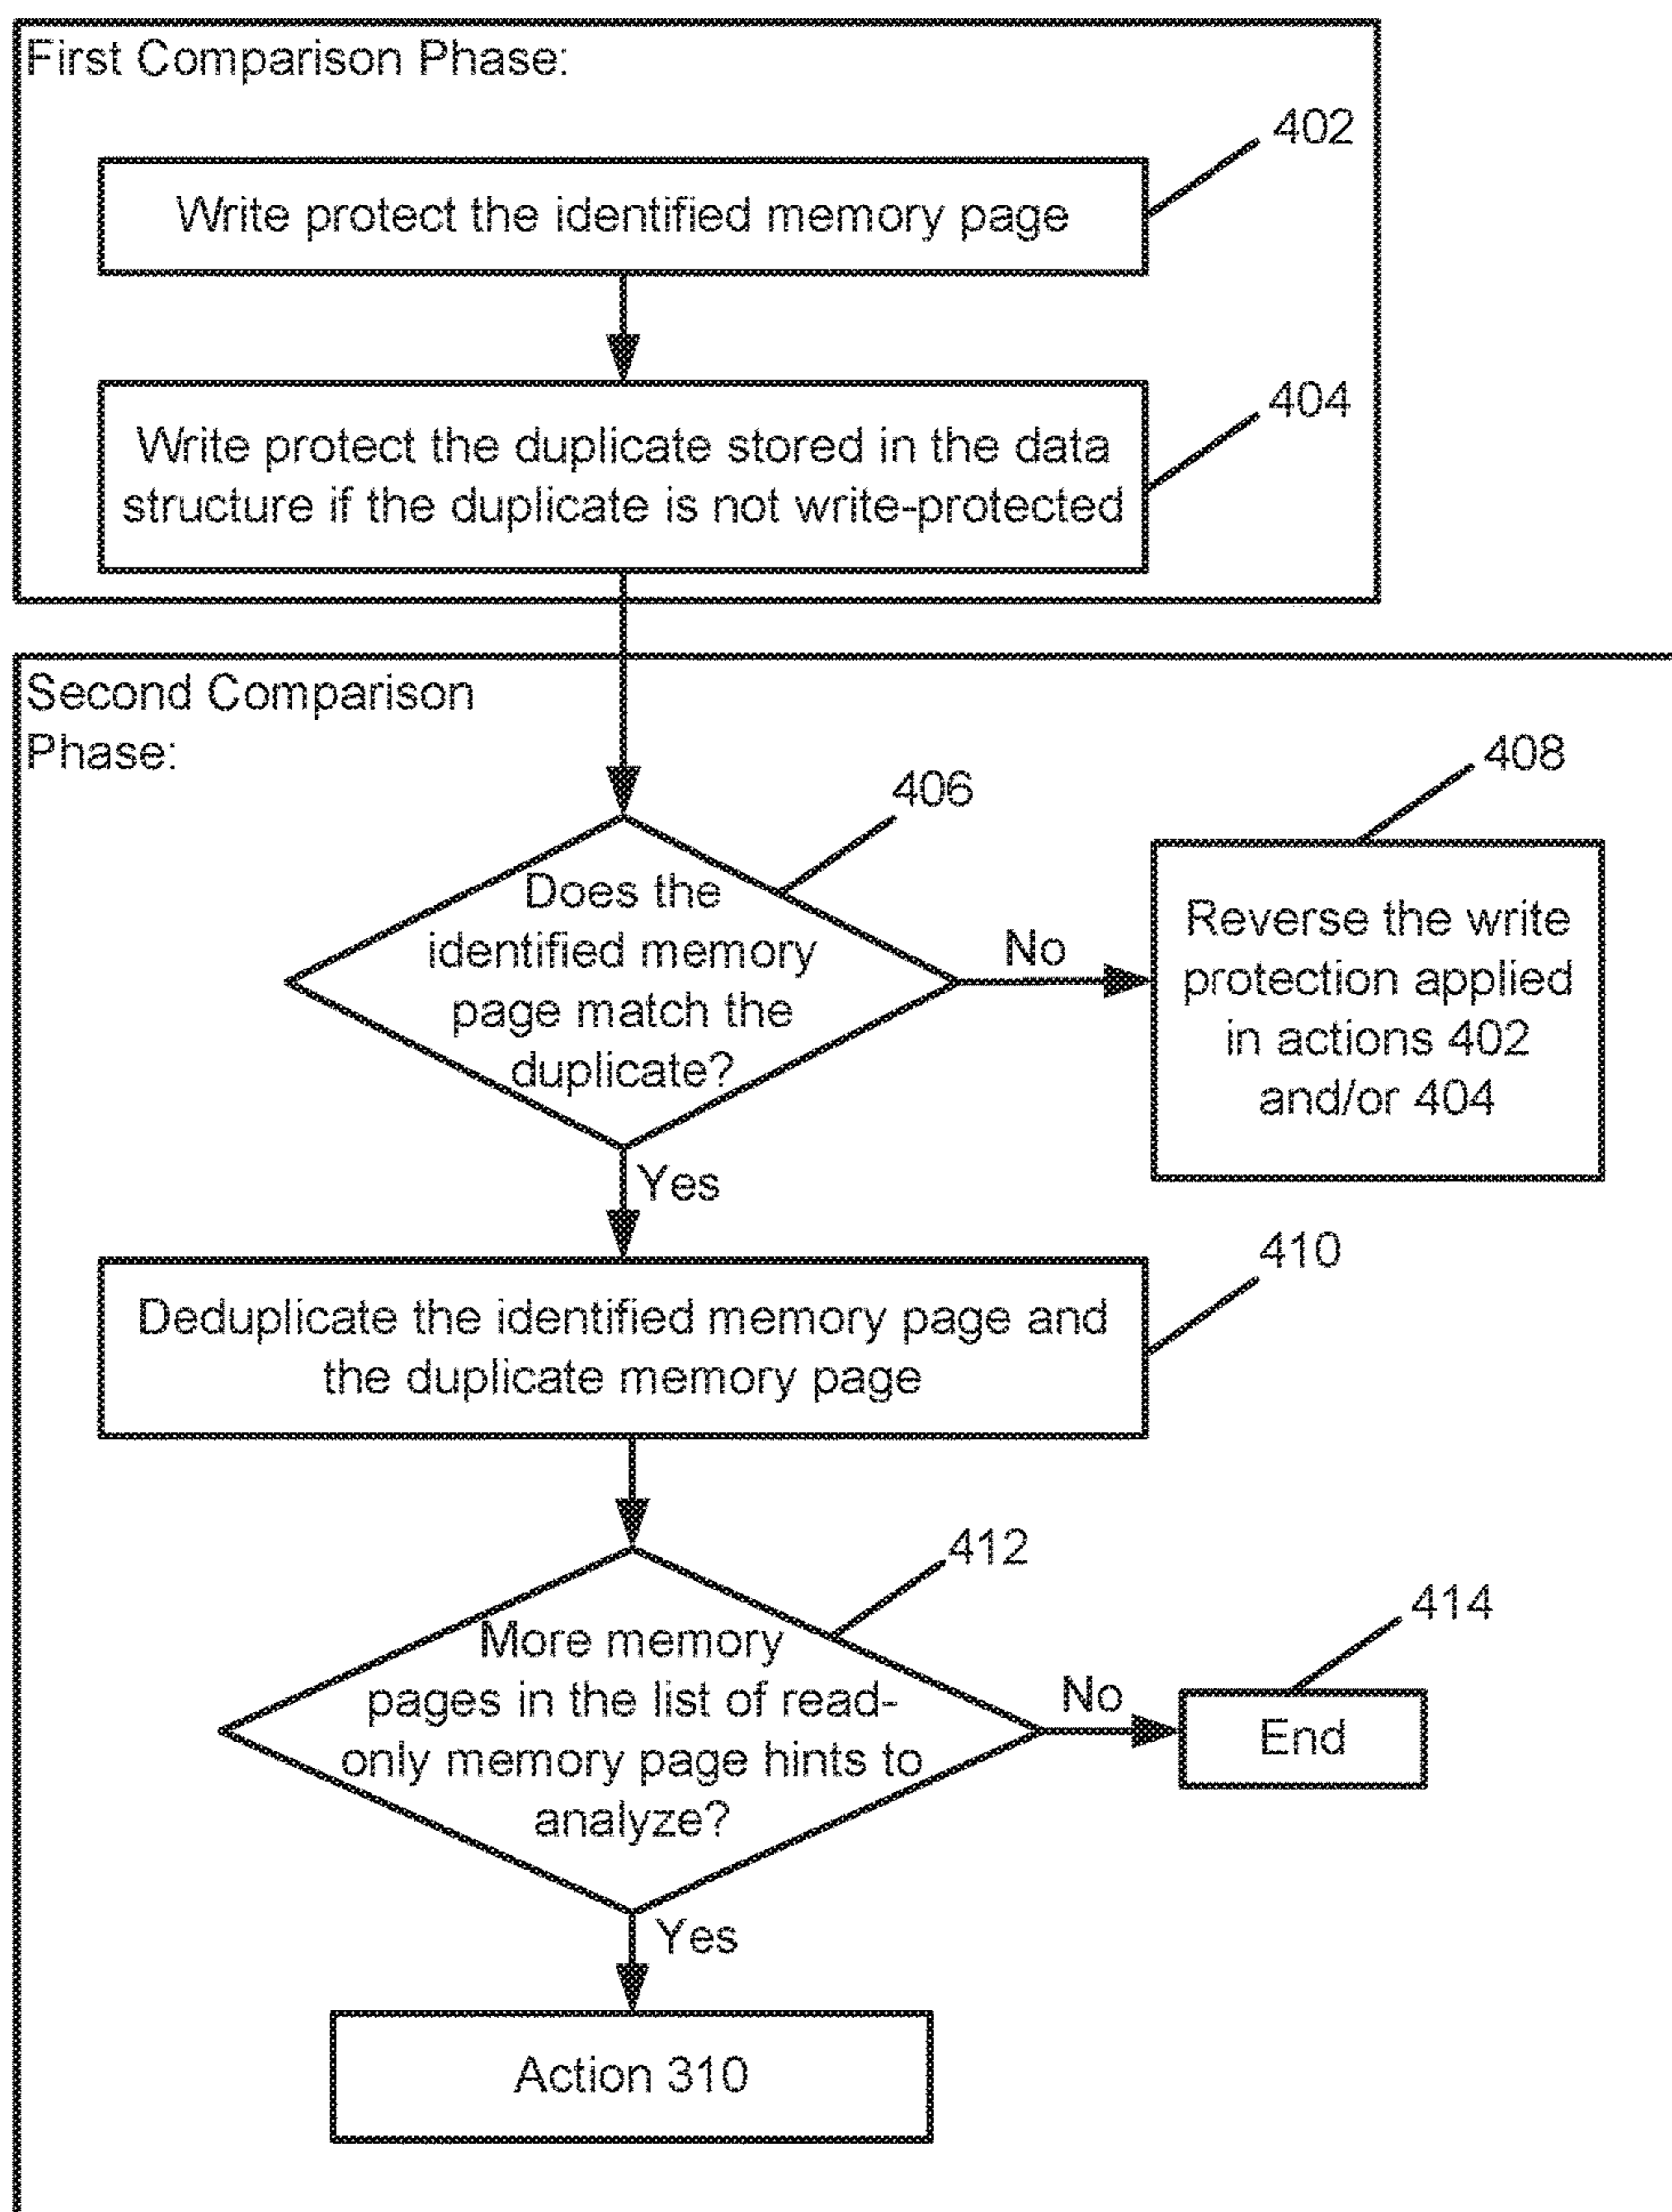 First Comparison Phase:
402
Write protect the identified memory page
404
Write protect the duplicate stored in the data
structure if the duplicate is not write-protected
Second Comparison
Phase:
406
408
Does the
identified memory
page match the
duplicate?
No
Reverse the write
protection applied
in actions 402
and/or 404
Yes
410
Deduplicate the identified memory page and
the duplicate memory page
412
414
More memory
pages in the list of read-
only memory page hints to
analyze?
No
End
Yes
Action 310